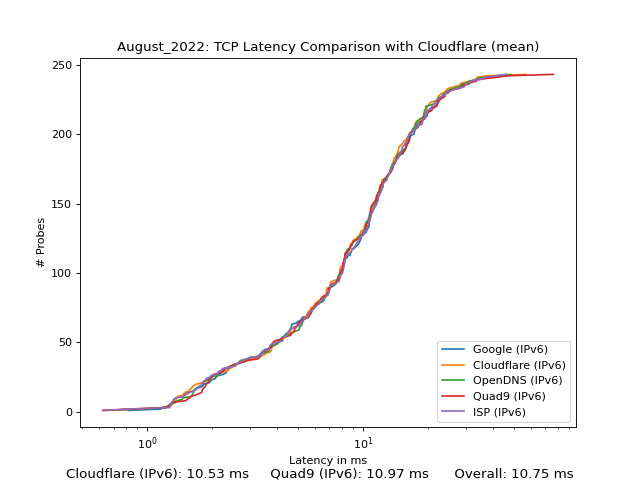 August_2022: TCP Latency Comparison with Cloudflare (mean)
250
200
150
100
50
0
# Probes
Google (IPv6)
Cloudflare (IPv6)
OpenDNS (IPv6)
Quad9 (IPv6)
ISP (IPv6)
10⁰ 10¹
Latency in ms
Cloudflare (IPv6): 10.53 ms Quad9 (IPv6): 10.97 ms Overall: 10.75 ms